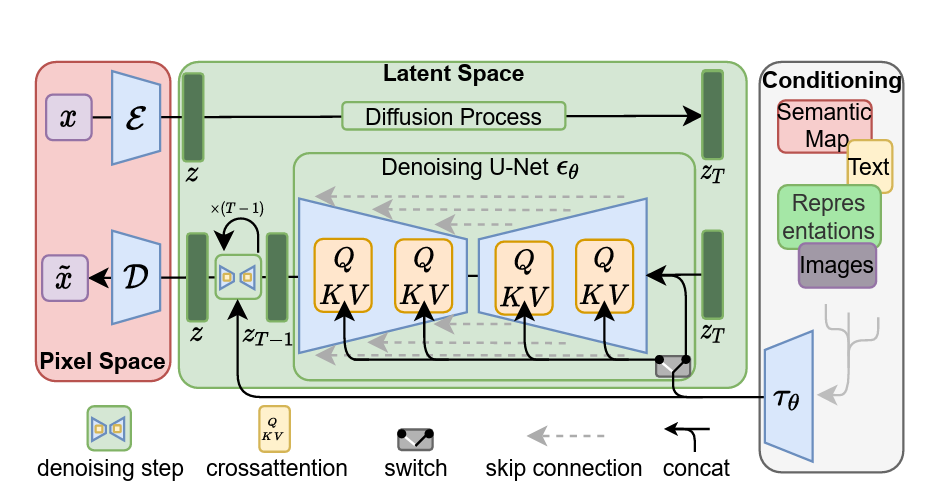 Latent Space
Conditioning
x
ℰ
z
Diffusion Process
z_T
Semantic
Map
Text
Repres
entations
Images
Denoising U-Net ϵ_θ
×(T − 1)
Q
KV
Q
KV
Q
KV
Q
KV
x̃
𝒟
z
z_{T−1}
z_T
Pixel Space
τ_θ
Q
KV
denoising step
crossattention
switch
skip connection
concat